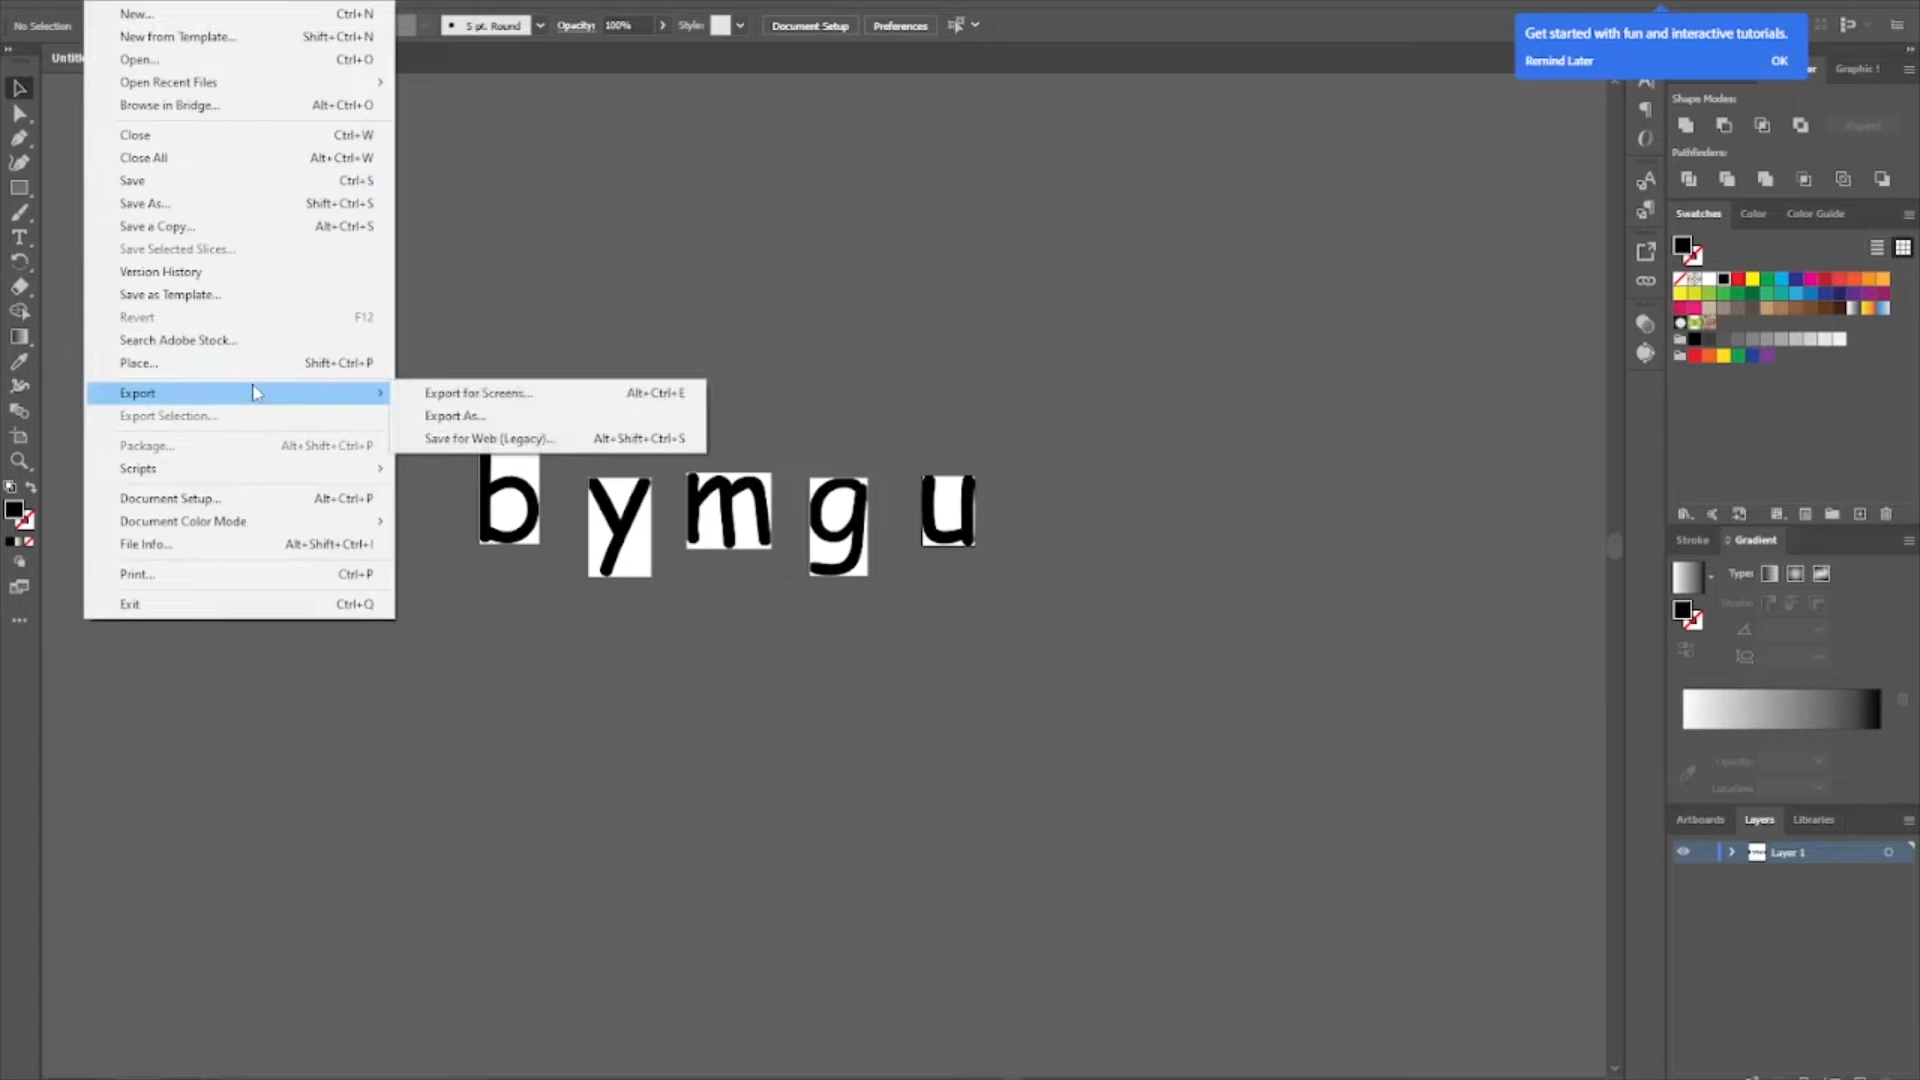 No Selection
5 pt. Round
Opacity: 100%
Style:
Document Setup
Preferences
Get started with fun and interactive tutorials.
Remind Later
OK
New... Ctrl+N
New from Template... Shift+Ctrl+N
Open... Ctrl+O
Open Recent Files
Browse in Bridge... Alt+Ctrl+O
Close Ctrl+W
Close All Alt+Ctrl+W
Save Ctrl+S
Save As... Shift+Ctrl+S
Save a Copy... Alt+Ctrl+S
Save Selected Slices...
Version History
Save as Template...
Revert F12
Search Adobe Stock...
Place... Shift+Ctrl+P
Export
Export Selection...
Package... Alt+Shift+Ctrl+P
Scripts
Document Setup... Alt+Ctrl+P
Document Color Mode
File Info... Alt+Shift+Ctrl+I
Print... Ctrl+P
Exit Ctrl+Q
Export for Screens... Alt+Ctrl+E
Export As...
Save for Web (Legacy)... Alt+Shift+Ctrl+S
b y m g u
Graphic S
Shape Modes:
Expand
Pathfinders:
Swatches Color Color Guide
Stroke Gradient
Type:
Stroke:
Opacity:
Location:
Artboards Layers Libraries
Layer 1